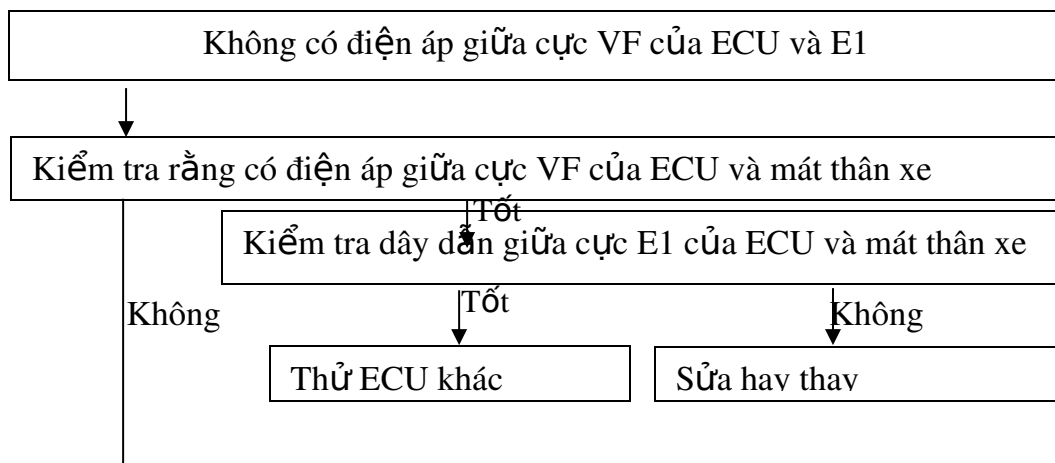 Không có điện áp giữa cực VF của ECU và E1
Kiểm tra rằng có điện áp giữa cực VF của ECU và mát thân xe
Tốt
Kiểm tra dây dẫn giữa cực E1 của ECU và mát thân xe
Không
Tốt
Không
Thử ECU khác
Sửa hay thay